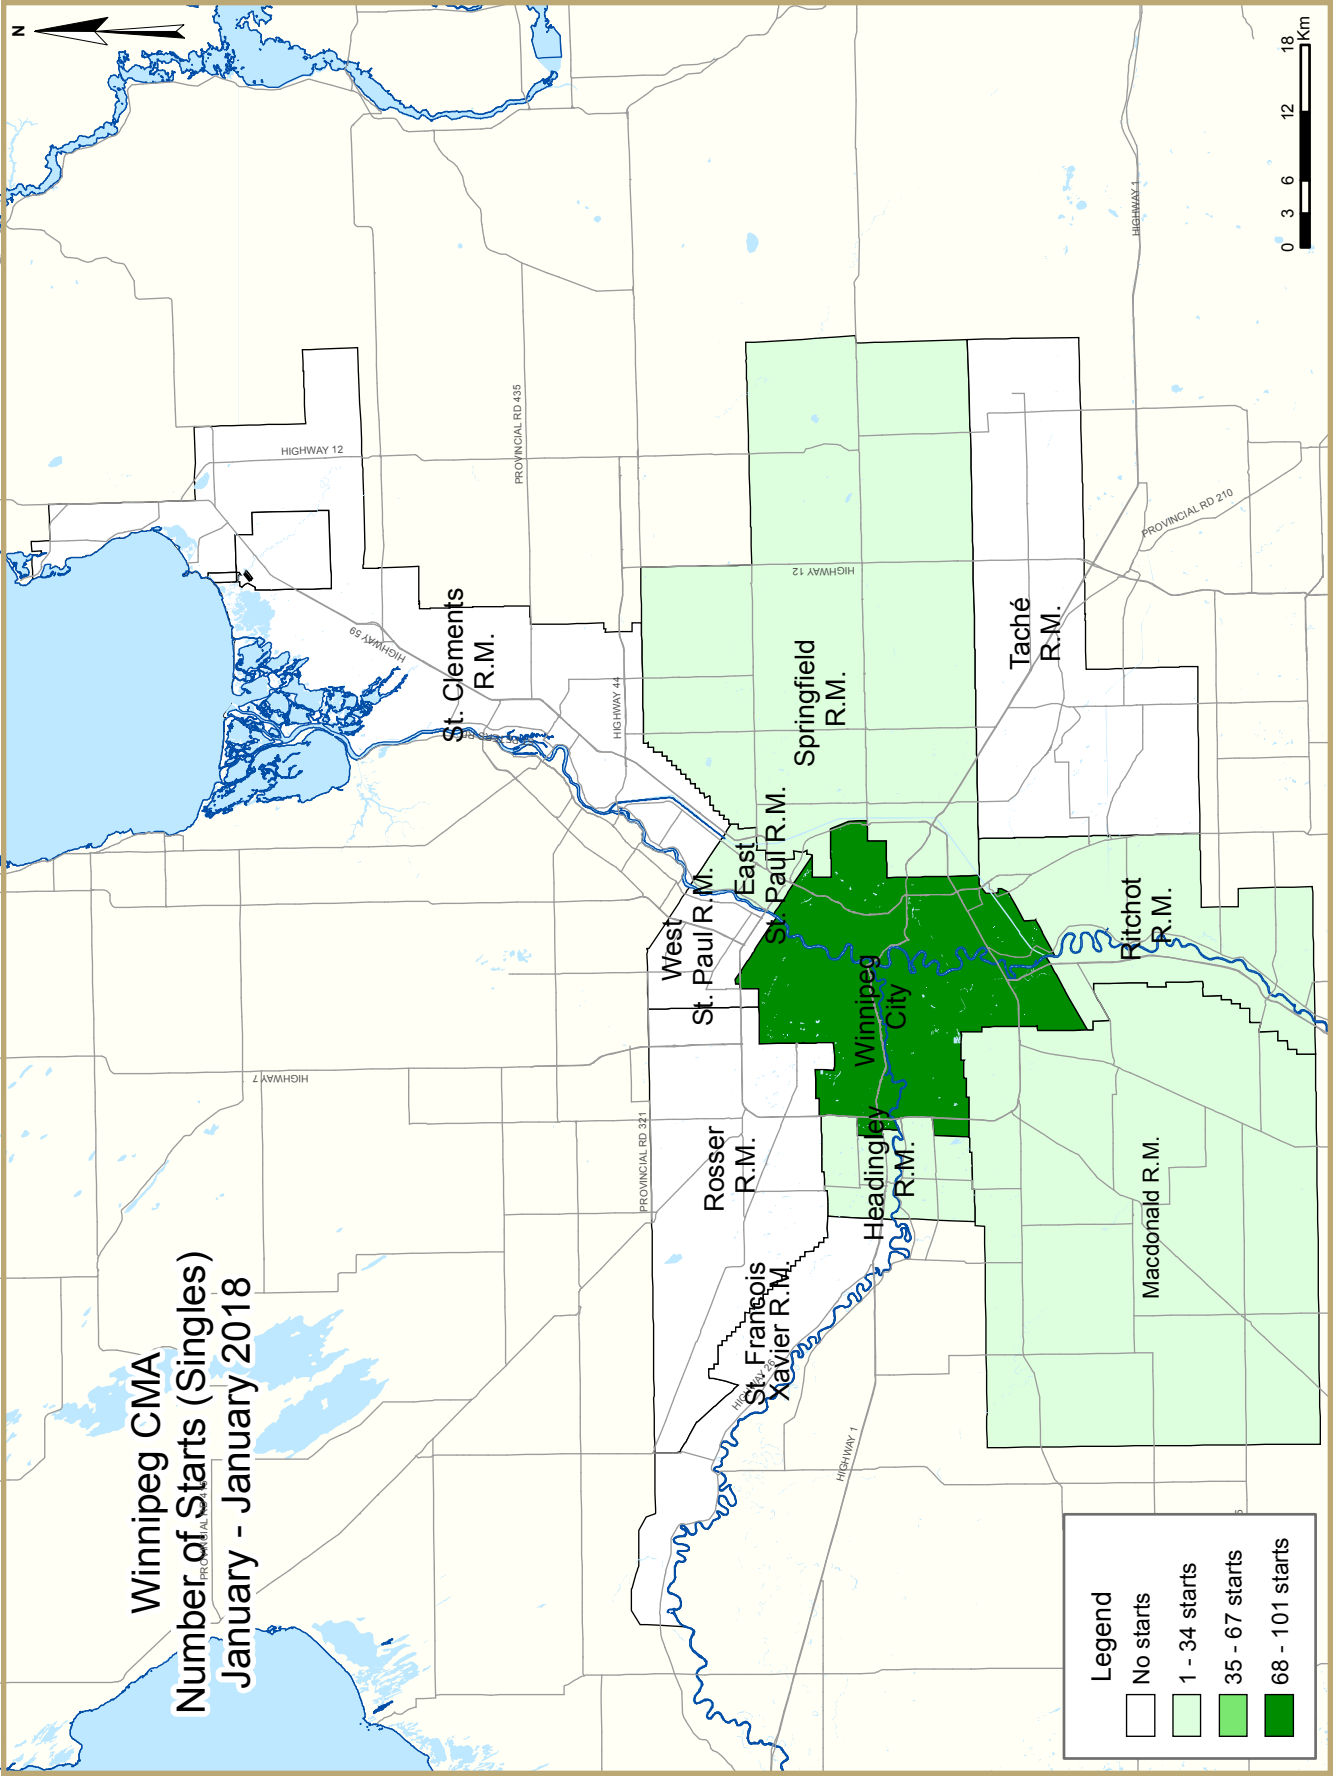 Winnipeg CMA
Number of Starts (Singles)
January - January 2018
N
HIGHWAY 12
PROVINCIAL RD 435
HIGHWAY 59
St. Clements
R.M.
HIGHWAY 44
HIGHWAY 7
PROVINCIAL RD 321
West
St. Paul R.M.
East
St. Paul R.M.
Rosser
R.M.
St. Francois
Xavier R.M.
HIGHWAY 26
HIGHWAY 12
Springfield
R.M.
Winnipeg
City
Headingley
R.M.
HIGHWAY 1
Taché
R.M.
HIGHWAY 1
PROVINCIAL RD 210
Ritchot
R.M.
Macdonald R.M.
Legend
No starts
1 - 34 starts
35 - 67 starts
68 - 101 starts
0 3 6 12 18
Km